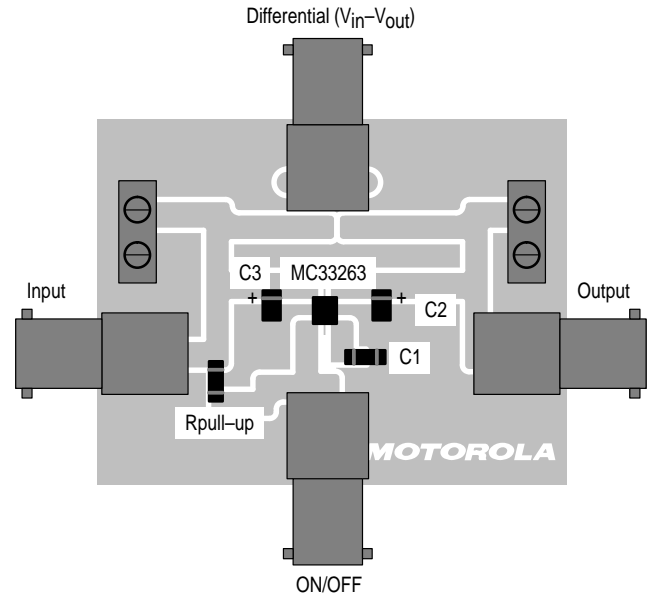 Differential (Vin–Vout)
C3 MC33263
Input
+ +
C2
Output
C1
Rpull–up
MOTOROLA
ON/OFF